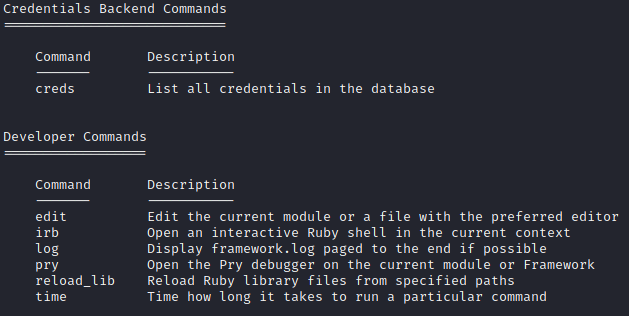 Credentials Backend Commands
============================
Command Description
------- -----------
creds List all credentials in the database
Developer Commands
==================
Command Description
------- -----------
edit Edit the current module or a file with the preferred editor
irb Open an interactive Ruby shell in the current context
log Display framework.log paged to the end if possible
pry Open the Pry debugger on the current module or Framework
reload_lib Reload Ruby library files from specified paths
time Time how long it takes to run a particular command